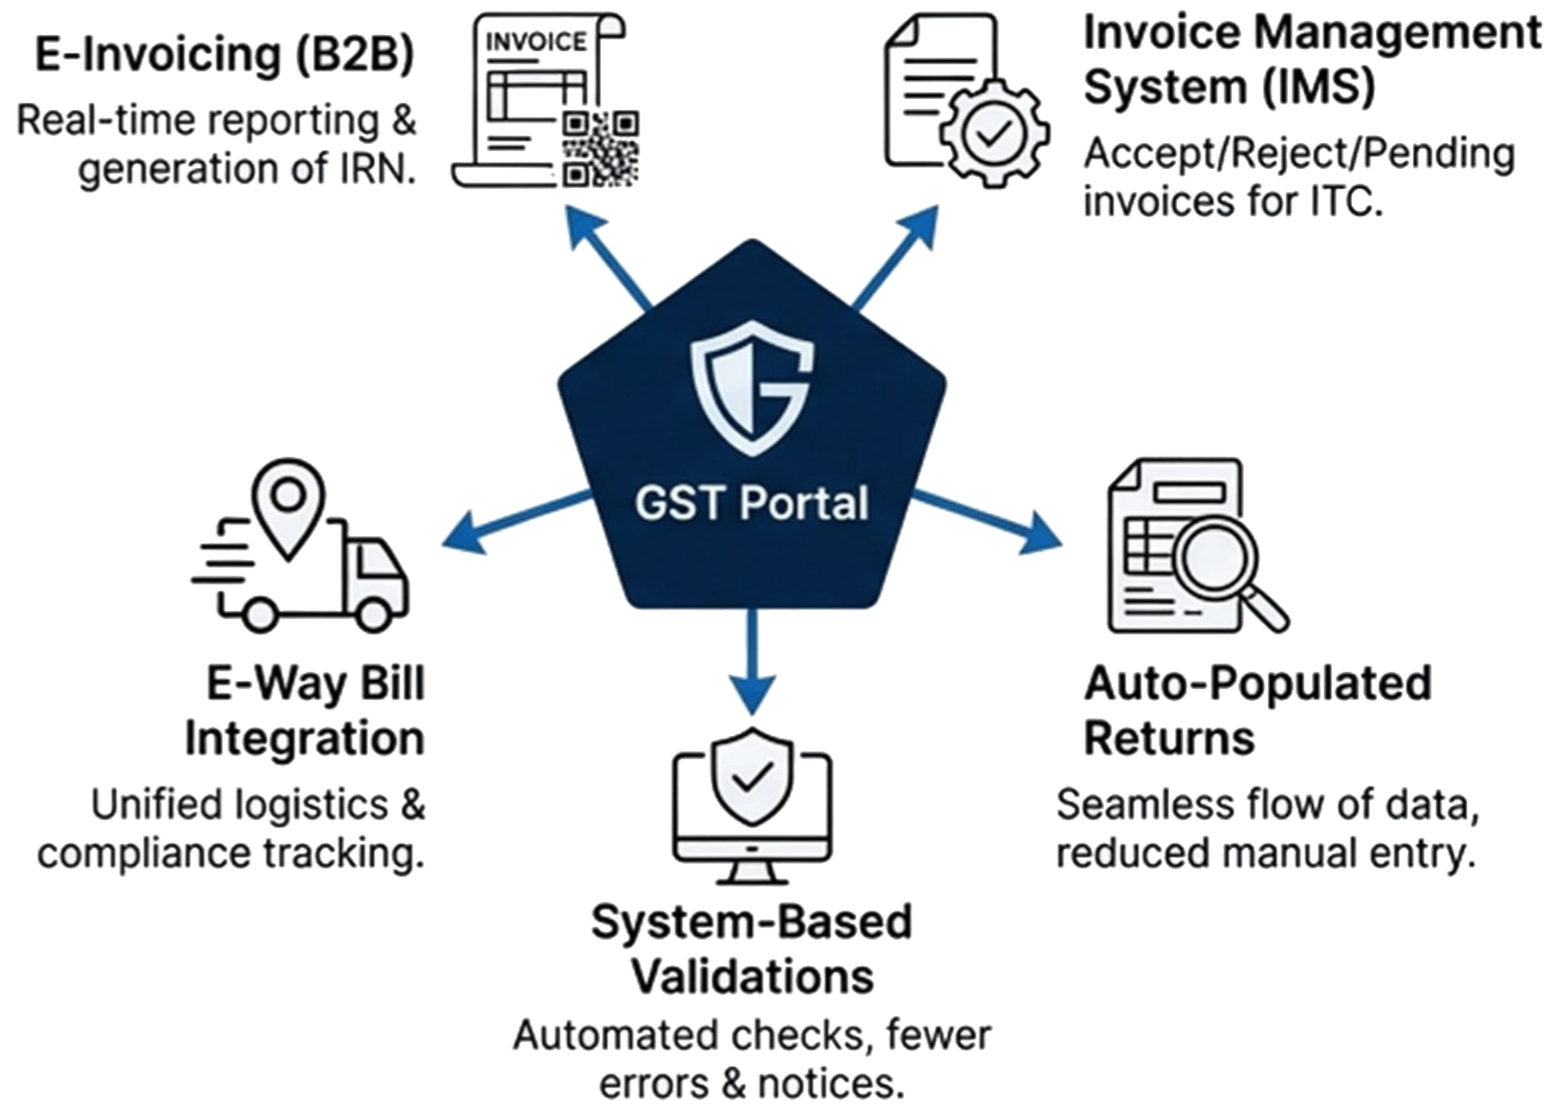 E-Invoicing (B2B)
Real-time reporting &
generation of IRN.
INVOICE
Invoice Management
System (IMS)
Accept/Reject/Pending
invoices for ITC.
GST Portal
E-Way Bill
Integration
Unified logistics &
compliance tracking.
Auto-Populated
Returns
Seamless flow of data,
reduced manual entry.
System-Based
Validations
Automated checks, fewer
errors & notices.